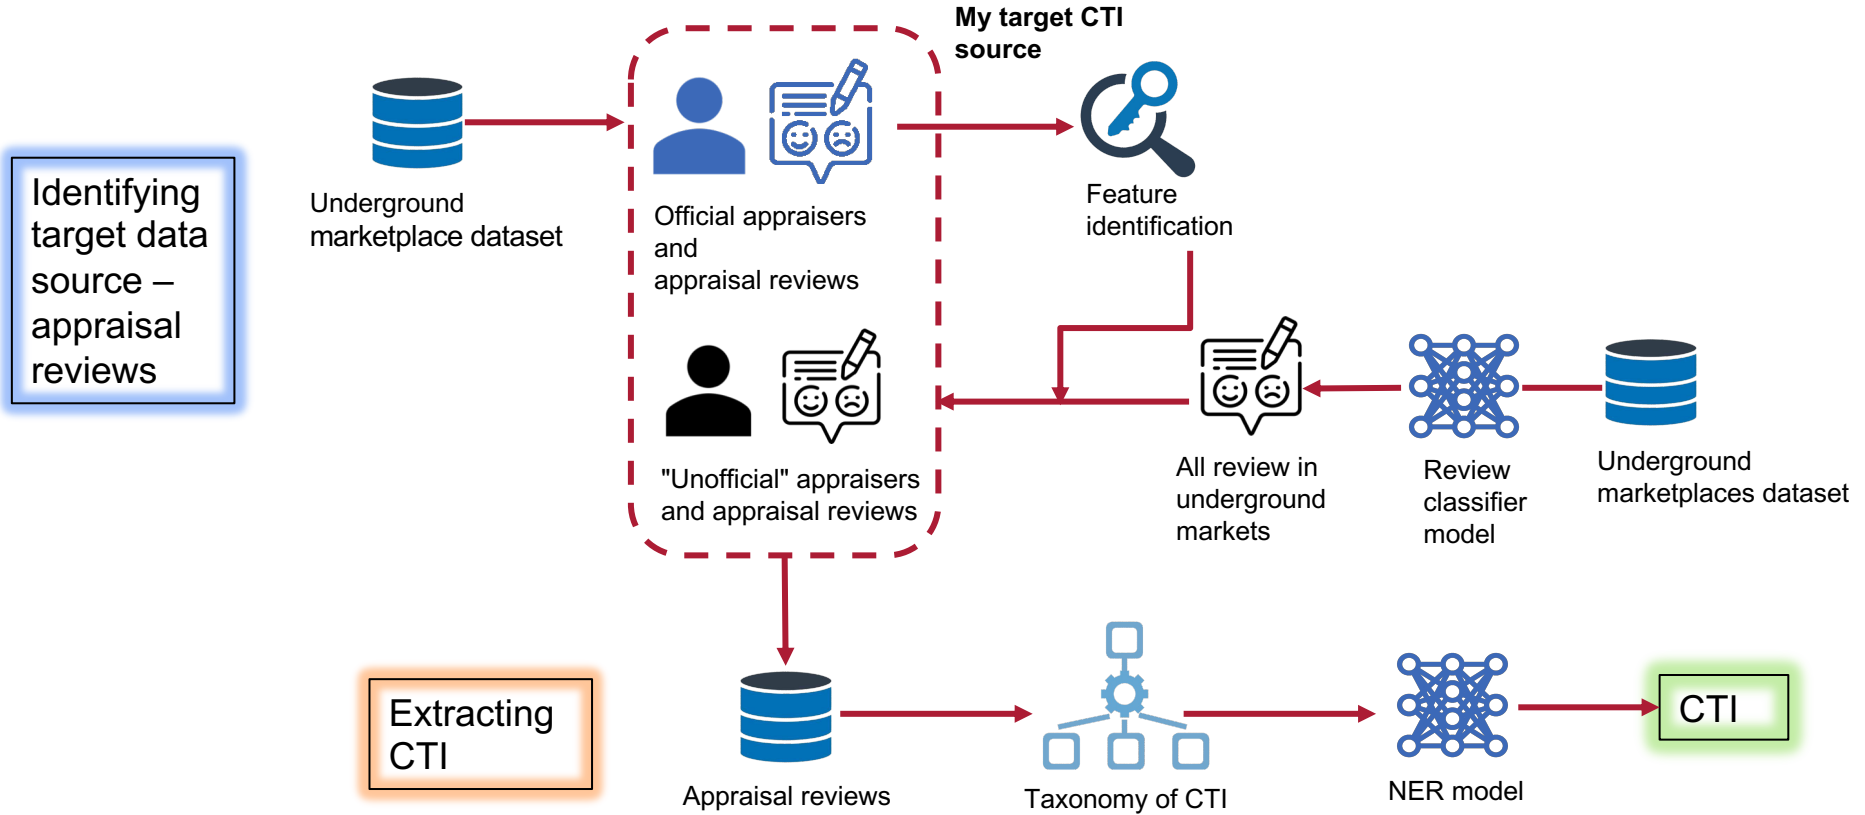 My target CTI
source
Identifying
target data
source –
appraisal
reviews
Underground
marketplace dataset
Official appraisers
and
appraisal reviews
Feature
identification
"Unofficial" appraisers
and appraisal reviews
All review in
underground
markets
Review
classifier
model
Underground
marketplaces dataset
Extracting
CTI
Appraisal reviews
Taxonomy of CTI
NER model
CTI